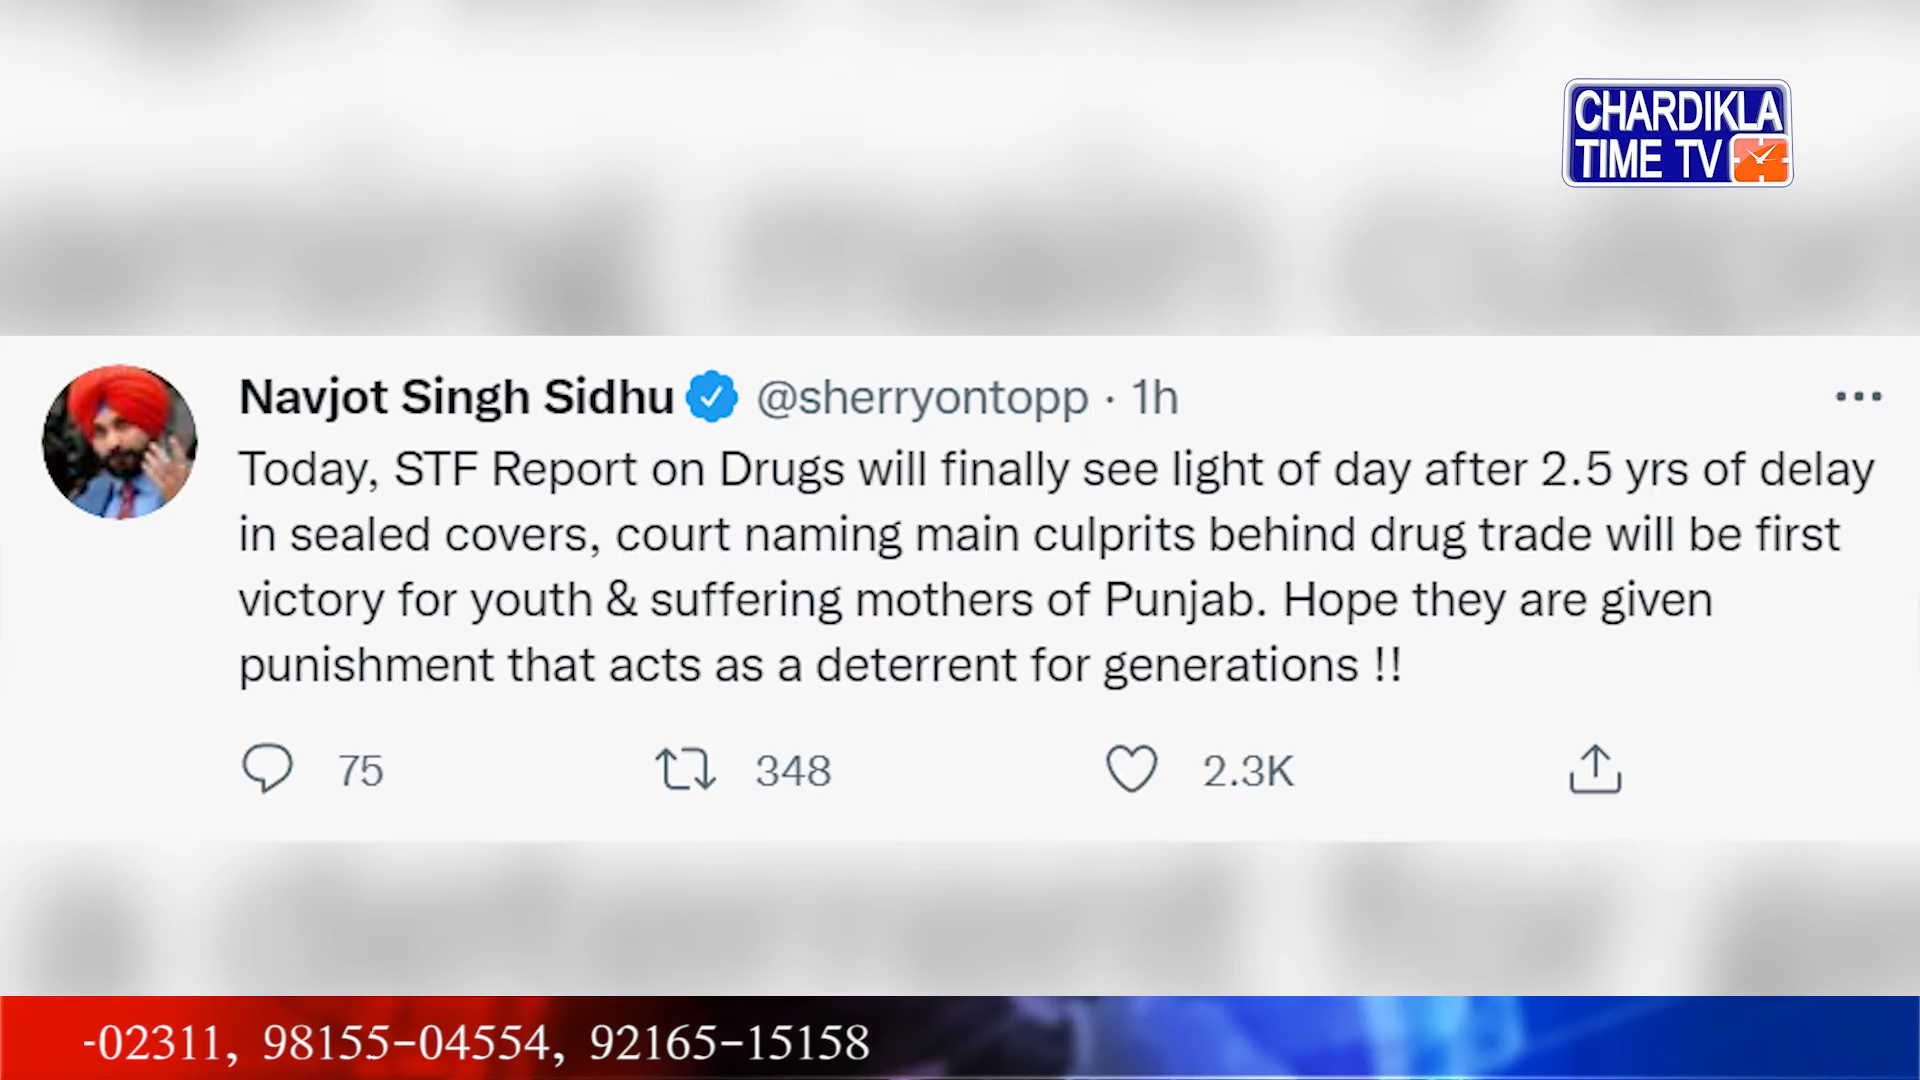 CHARDIKLA
TIME TV
Navjot Singh Sidhu @sherryontopp · 1h
Today, STF Report on Drugs will finally see light of day after 2.5 yrs of delay
in sealed covers, court naming main culprits behind drug trade will be first
victory for youth & suffering mothers of Punjab. Hope they are given
punishment that acts as a deterrent for generations !!
75 348 2.3K
-02311, 98155-04554, 92165-15158